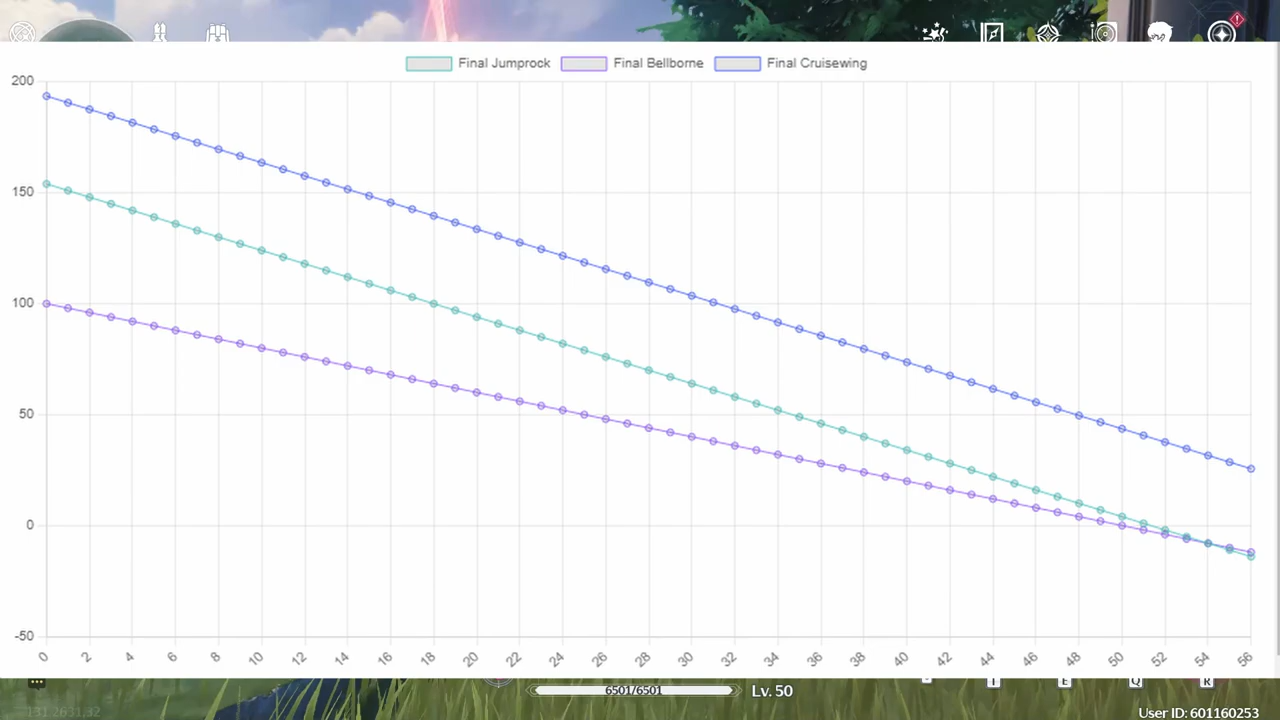 Final Jumprock Final Bellborne Final Cruisewing
200
150
100
50
0
-50
0 2 4 6 8 10 12 14 16 18 20 22 24 26 28 30 32 34 36 38 40 42 44 46 48 50 52 54 56
T E Q R
6501/6501 Lv. 50
User ID: 601160253